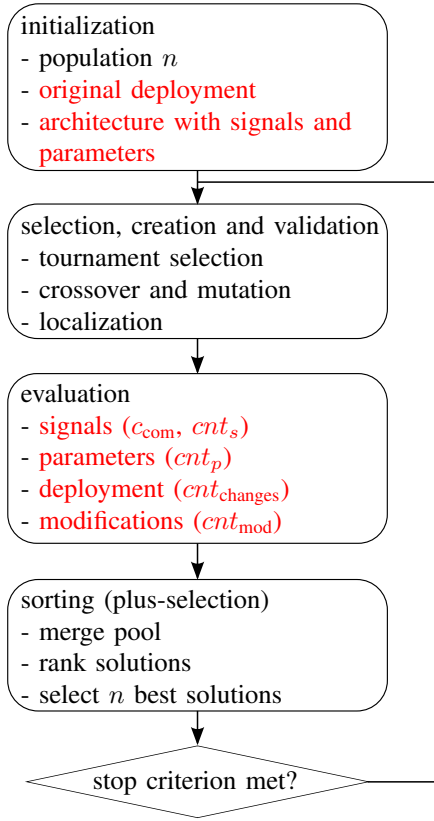 initialization
- population n
- original deployment
- architecture with signals and
parameters
selection, creation and validation
- tournament selection
- crossover and mutation
- localization
evaluation
- signals (c_com, cnt_s)
- parameters (cnt_p)
- deployment (cnt_changes)
- modifications (cnt_mod)
sorting (plus-selection)
- merge pool
- rank solutions
- select n best solutions
stop criterion met?